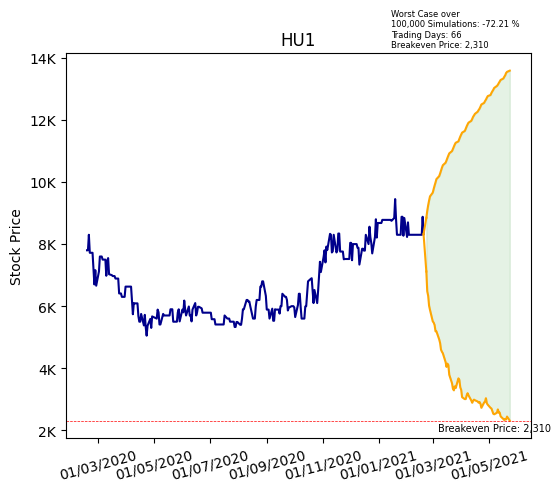 Worst Case over
100,000 Simulations: -72.21 %
Trading Days: 66
Breakeven Price: 2,310
HU1
14K
12K
10K
8K
6K
4K
2K
Stock Price
Breakeven Price: 2,310
01/03/2020
01/05/2020
01/07/2020
01/09/2020
01/11/2020
01/01/2021
01/03/2021
01/05/2021